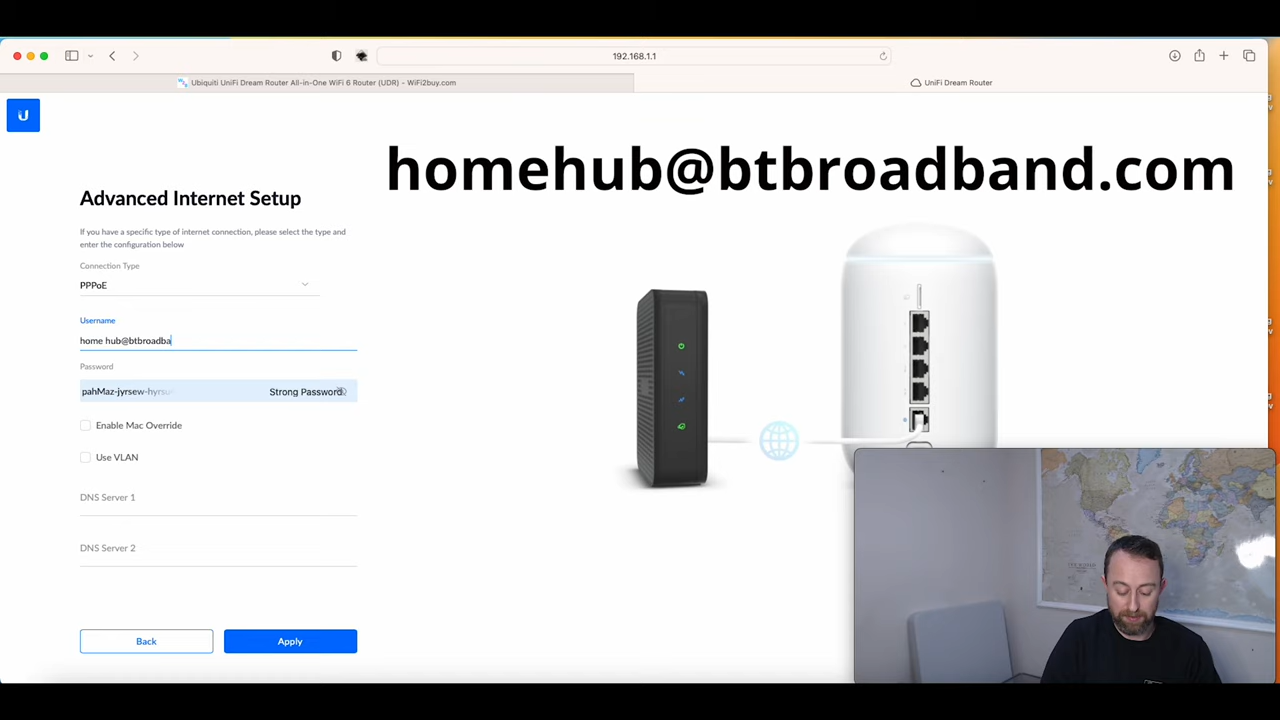 192.168.1.1
Ubiquiti UniFi Dream Router All-in-One WiFi 6 Router (UDR) - WiFi2buy.com
UniFi Dream Router
homehub@btbroadband.com
Advanced Internet Setup
If you have a specific type of internet connection, please select the type and
enter the configuration below
Connection Type
PPPoE
Username
home hub@btbroadba
Password
pahMaz-jyrsew-hyrsu
Strong Password
Enable Mac Override
Use VLAN
DNS Server 1
DNS Server 2
Back
Apply